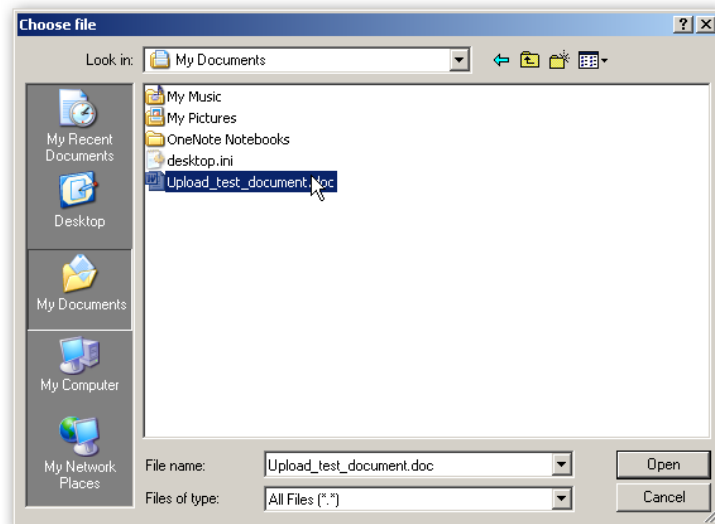 Choose file
Look in:
My Documents
My Recent
Documents
Desktop
My Documents
My Computer
My Network
Places
My Music
My Pictures
OneNote Notebooks
desktop.ini
Upload_test_document.doc
File name:
Upload_test_document.doc
Open
Files of type:
All Files (*.*)
Cancel